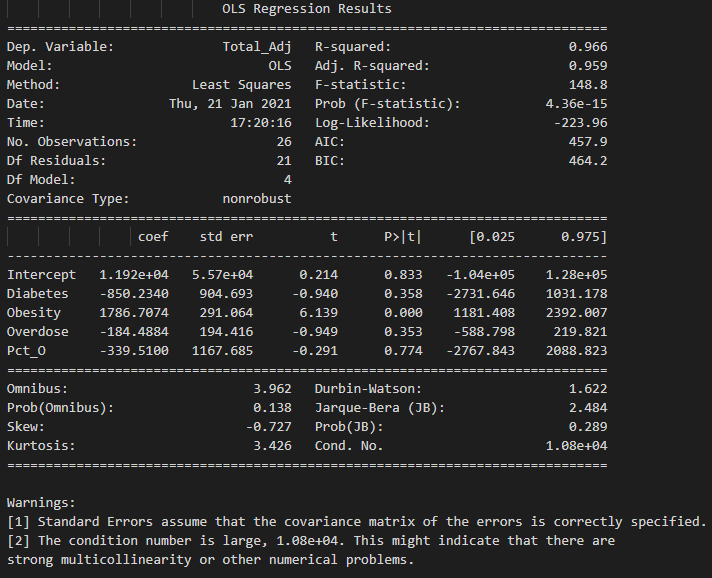 OLS Regression Results
==============================================================================
Dep. Variable:              Total_Adj   R-squared:                       0.966
Model:                            OLS   Adj. R-squared:                  0.959
Method:                 Least Squares   F-statistic:                     148.8
Date:                Thu, 21 Jan 2021   Prob (F-statistic):           4.36e-15
Time:                        17:20:16   Log-Likelihood:                -223.96
No. Observations:                  26   AIC:                             457.9
Df Residuals:                      21   BIC:                             464.2
Df Model:                           4
Covariance Type:            nonrobust
==============================================================================
                 coef    std err          t      P>|t|      [0.025      0.975]
------------------------------------------------------------------------------
Intercept   1.192e+04   5.57e+04      0.214      0.833   -1.04e+05    1.28e+05
Diabetes    -850.2340    904.693     -0.940      0.358   -2731.646    1031.178
Obesity     1786.7074    291.064      6.139      0.000    1181.408    2392.007
Overdose    -184.4884    194.416     -0.949      0.353    -588.798     219.821
Pct_O       -339.5100   1167.685     -0.291      0.774   -2767.843    2088.823
==============================================================================
Omnibus:                        3.962   Durbin-Watson:                   1.622
Prob(Omnibus):                  0.138   Jarque-Bera (JB):                2.484
Skew:                          -0.727   Prob(JB):                        0.289
Kurtosis:                       3.426   Cond. No.                     1.08e+04
==============================================================================
Warnings:
[1] Standard Errors assume that the covariance matrix of the errors is correctly specified.
[2] The condition number is large, 1.08e+04. This might indicate that there are
strong multicollinearity or other numerical problems.